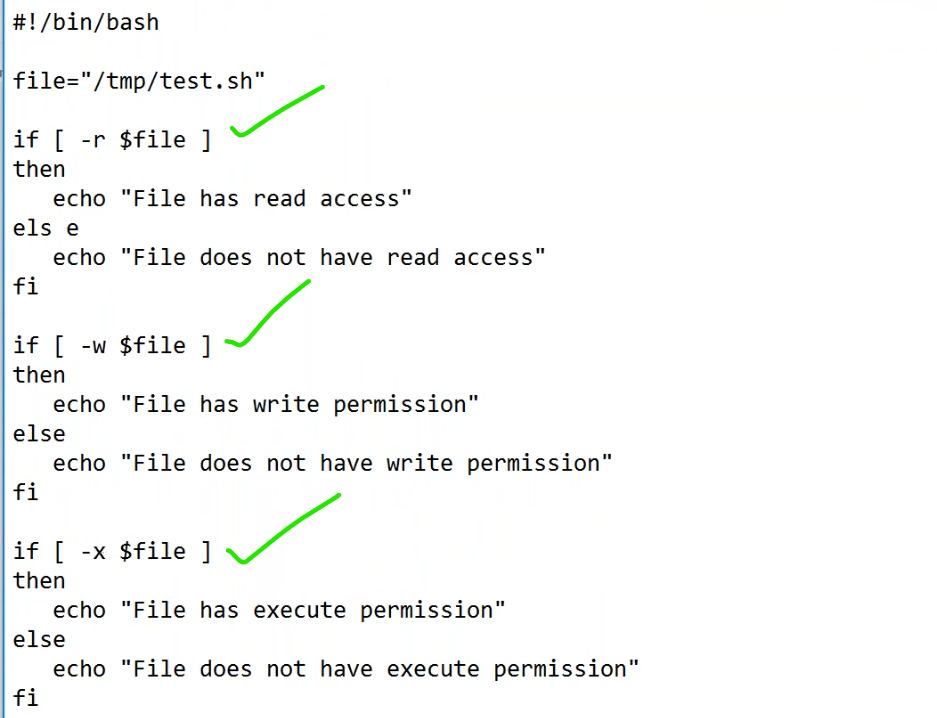 #!/bin/bash
file="/tmp/test.sh"
if [ -r $file ]
then
echo "File has read access"
els e
echo "File does not have read access"
fi
if [ -w $file ]
then
echo "File has write permission"
else
echo "File does not have write permission"
fi
if [ -x $file ]
then
echo "File has execute permission"
else
echo "File does not have execute permission"
fi